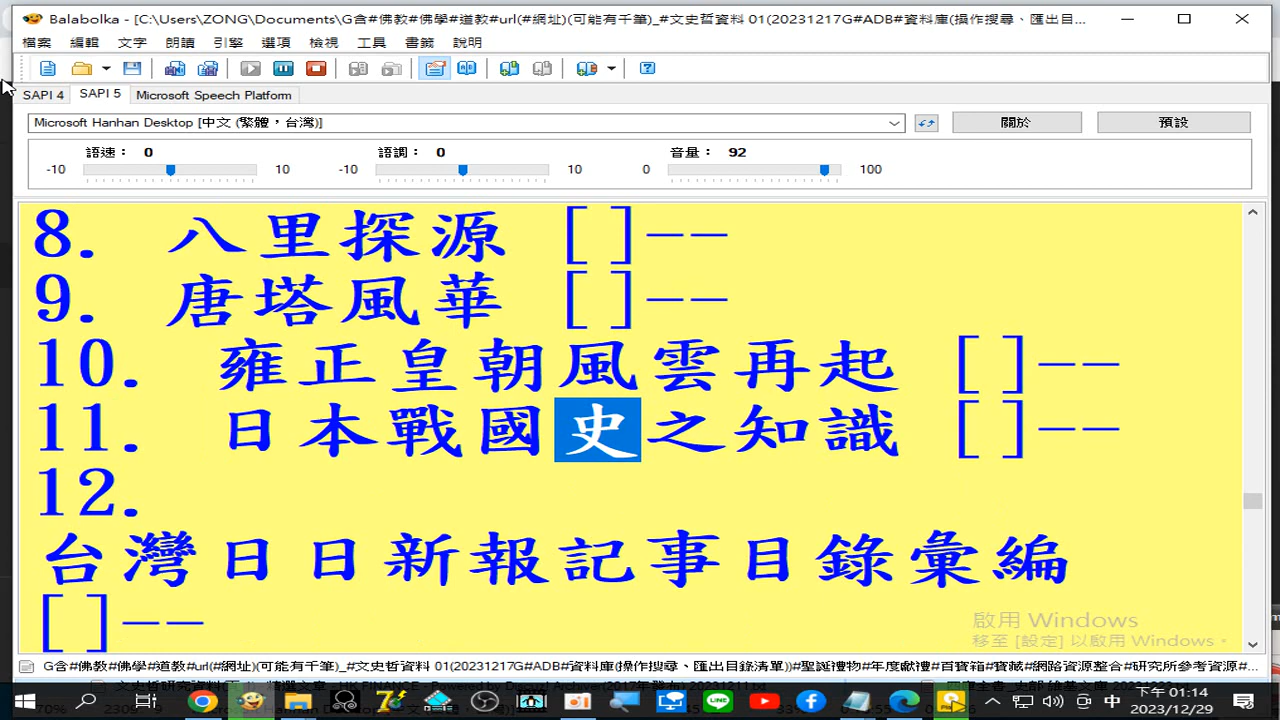 Balabolka - [C:\Users\ZONG\Documents\G含#佛教#佛學#道教#url(#網址)(可能有千筆)_#文史哲資料 01(20231217G#ADB#資料庫(操作搜尋、匯出目...
檔案 編輯 文字 朗讀 引擎 選項 檢視 工具 書籤 說明
SAPI 4 SAPI 5 Microsoft Speech Platform
Microsoft Hanhan Desktop [中文 (繁體，台灣)] 關於 預設
語速： 0 語調： 0 音量： 92
-10 10 -10 10 0 100
8. 八里探源 [ ]--
9. 唐塔風華 [ ]--
10. 雍正皇朝風雲再起 [ ]--
11. 日本戰國史之知識 [ ]--
12.
台灣日日新報記事目錄彙編
[ ]--
啟用 Windows
移至 [設定] 以啟用 Windows。
G含#佛教#佛學#道教#url(#網址)(可能有千筆)_#文史哲資料 01(20231217G#ADB#資料庫(操作搜尋、匯出目錄清單))#聖誕禮物#年度獻禮#百寶箱#寶藏#網路資源整合#研究所參考資源#...
中 下午 01:14
2023/12/29